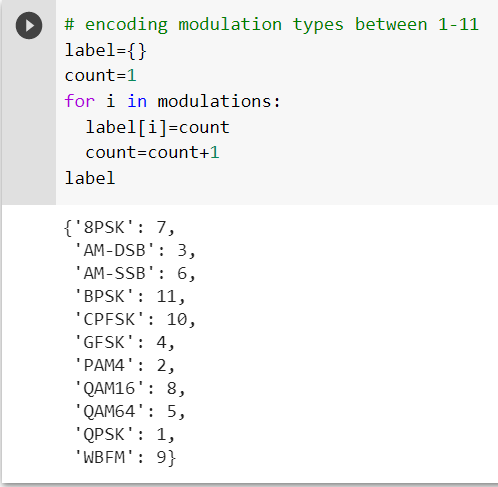 # encoding modulation types between 1-11
label={}
count=1
for i in modulations:
  label[i]=count
  count=count+1
label
{'8PSK': 7,
 'AM-DSB': 3,
 'AM-SSB': 6,
 'BPSK': 11,
 'CPFSK': 10,
 'GFSK': 4,
 'PAM4': 2,
 'QAM16': 8,
 'QAM64': 5,
 'QPSK': 1,
 'WBFM': 9}